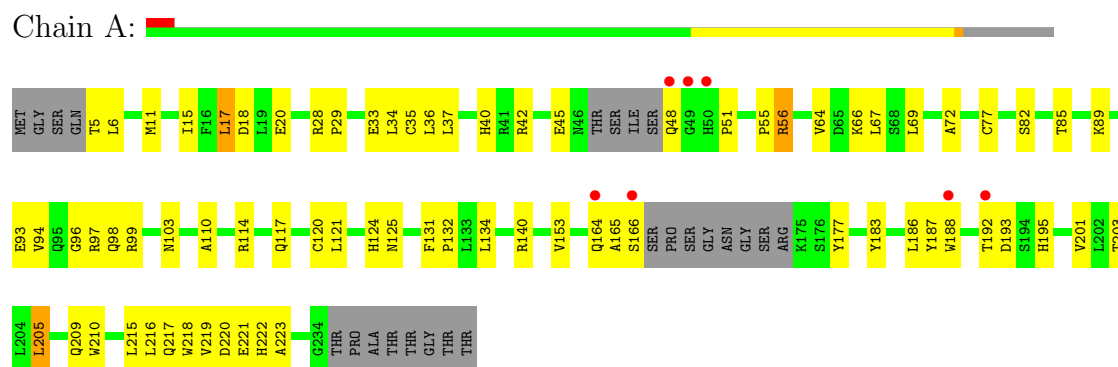 Chain A:
MET GLY SER GLN T5 L6 M11 I15 F16 L17 D18 L19 E20 R28 P29 E33 L34 C35 L36 L37 H40 R41 R42 E45 N46 THR SER ILE SER Q48 G49 H50 P51 P55 R56 V64 D65 K66 L67 S68 L69 A72 C77 S82 T85 K89
E93 V94 Q95 G96 R97 Q98 R99 N103 A110 R114 Q117 C120 L121 H124 N125 F131 P132 L133 L134 R140 V153 Q164 A165 S166 SER PRO SER GLY ASN GLY SER ARG K175 S176 Y177 Y183 L186 Y187 W188 T192 D193 S194 H195 V201 L202 T203
L204 L205 Q209 W210 L215 L216 Q217 W218 V219 D220 E221 H222 A223 G234 THR PRO ALA THR THR GLY THR THR